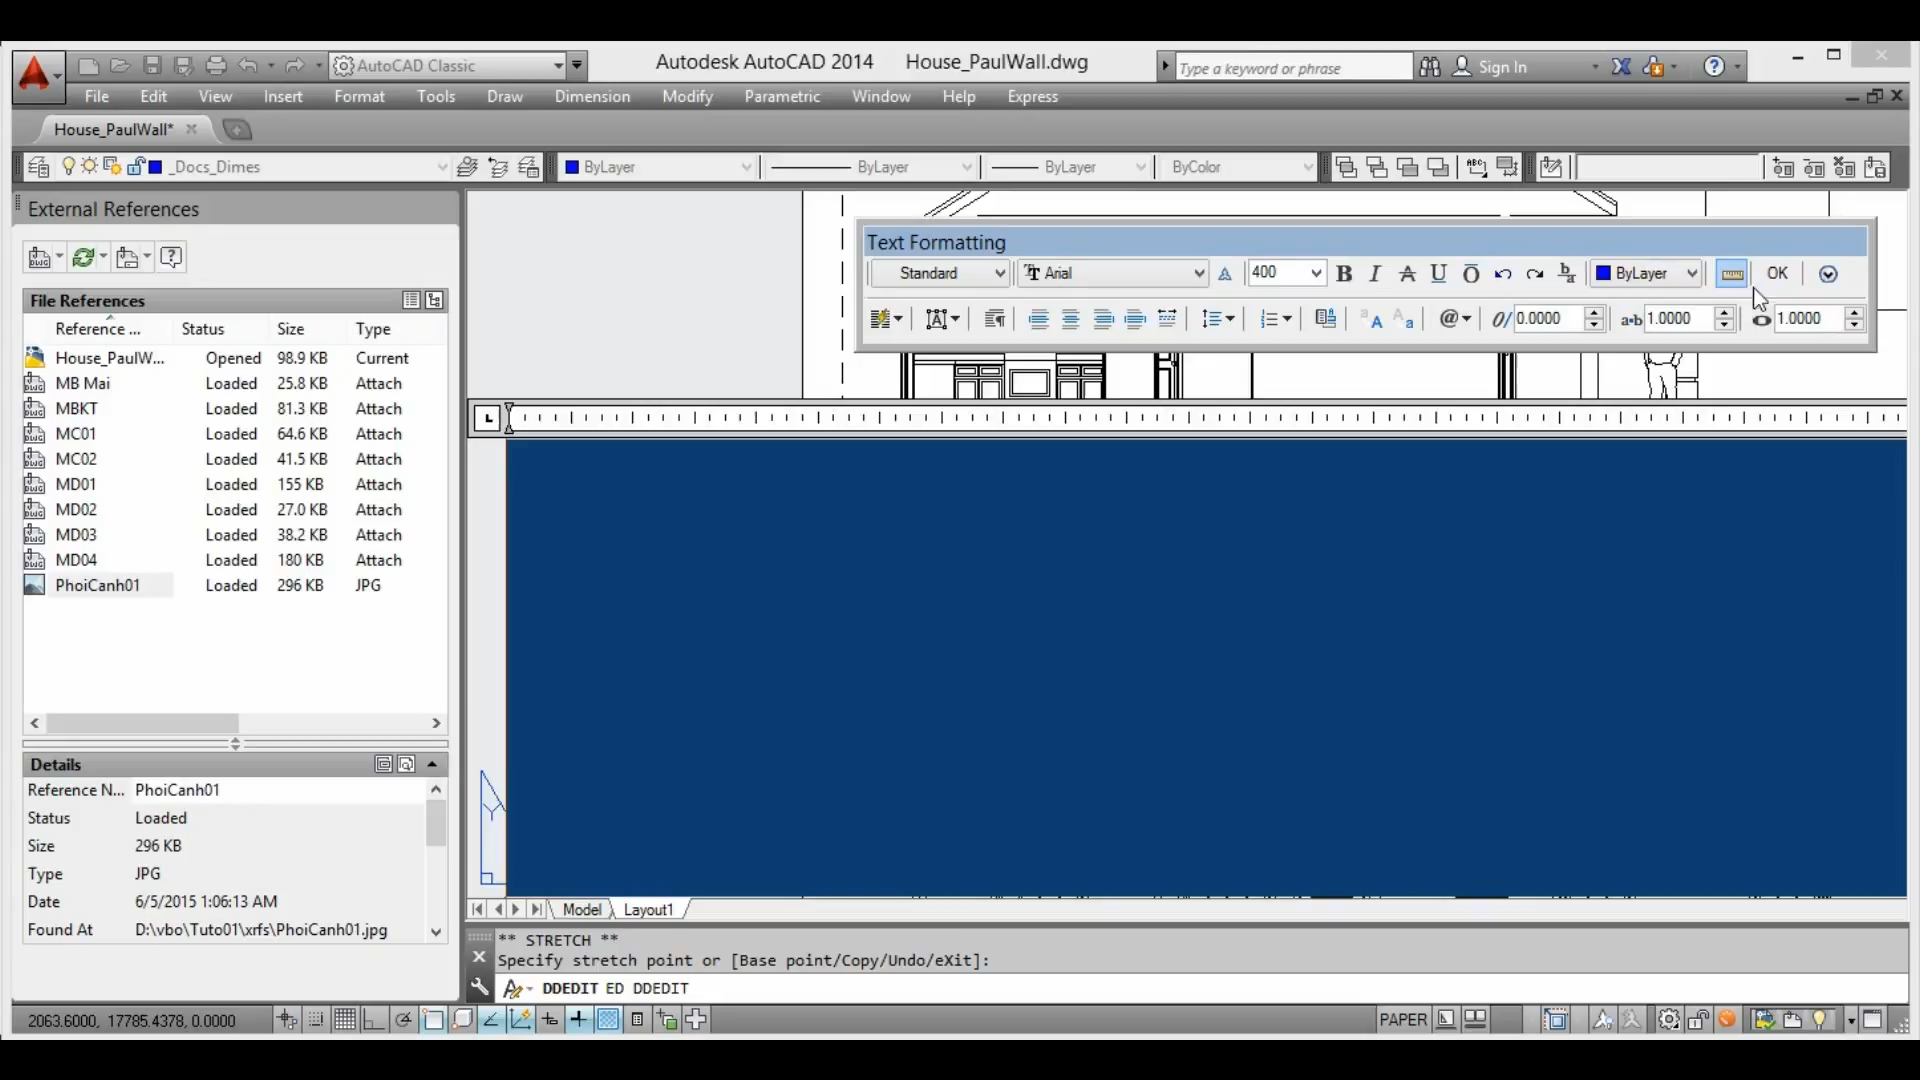 Autodesk AutoCAD 2014 House_PaulWall.dwg
AutoCAD Classic
Type a keyword or phrase
Sign In
File Edit View Insert Format Tools Draw Dimension Modify Parametric Window Help Express
House_PaulWall*
_Docs_Dimes
ByLayer
ByLayer
ByLayer
ByColor
External References
File References
Reference ... Status Size Type
House_PaulW... Opened 98.9 KB Current
MB Mai Loaded 25.8 KB Attach
MBKT Loaded 81.3 KB Attach
MC01 Loaded 64.6 KB Attach
MC02 Loaded 41.5 KB Attach
MD01 Loaded 155 KB Attach
MD02 Loaded 27.0 KB Attach
MD03 Loaded 38.2 KB Attach
MD04 Loaded 180 KB Attach
PhoiCanh01 Loaded 296 KB JPG
Details
Reference N... PhoiCanh01
Status Loaded
Size 296 KB
Type JPG
Date 6/5/2015 1:06:13 AM
Found At D:\vbo\Tuto01\xrfs\PhoiCanh01.jpg
Text Formatting
Standard Arial 400 B I A U O ByLayer OK
@ 0/ 0.0000 a•b 1.0000 1.0000
Model Layout1
** STRETCH **
Specify stretch point or [Base point/Copy/Undo/eXit]:
DDEDIT ED DDEDIT
2063.6000, 17785.4378, 0.0000
PAPER